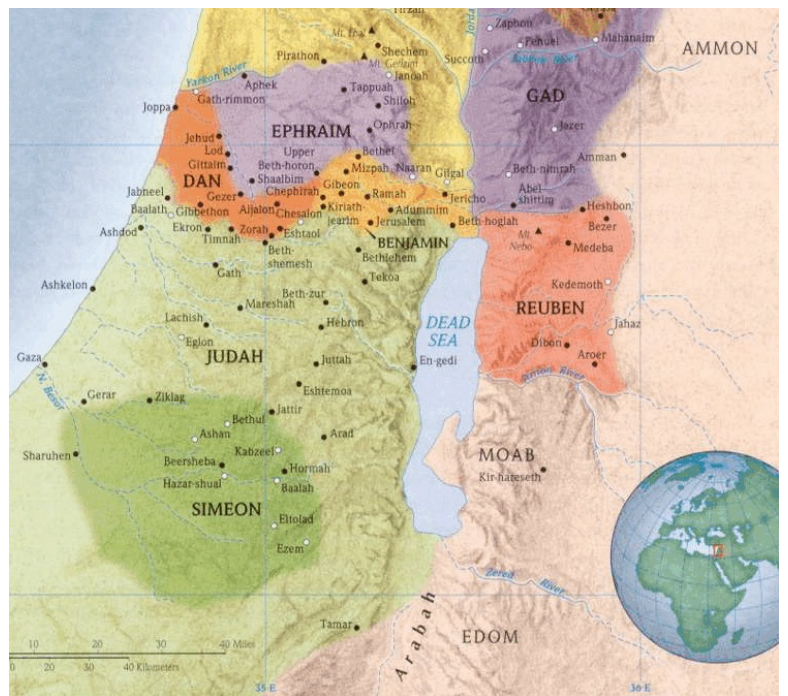 Tirzah
Zaphon
Mt. Ebal
Penuel
Mahanaim
Shechem
AMMON
Pirathon
Mt. Gerizim
Succoth
Jabbok River
Yarkon River
Janoah
Aphek
Tappuah
GAD
Gath-rimmon
Joppa
Shiloh
Ophrah
Jazer
EPHRAIM
Jehud
Lod
Upper
Beth-horon
Bethel
Amman
Gittaim
Mizpah
Naaran
Gilgal
Beth-nimrah
DAN
Shaalbim
Gibeon
Jabneel
Gezer
Chephirah
Ramah
Jericho
Abel-
shittim
Heshbon
Baalath
Gibbethon
Aijalon
Chesalon
Kiriath
Jearim
Adummim
Jerusalem
Beth-hoglah
Bezer
Ashdod
Ekron
Timnah
Zorah
Eshtaol
BENJAMIN
Mt.
Nebo
Medeba
Beth-
shemesh
Bethlehem
Gath
Tekoa
Kedemoth
Ashkelon
Beth-zur
Mareshah
REUBEN
Lachish
Hebron
DEAD
SEA
Jahaz
Eglon
Dibon
JUDAH
Gaza
Juttah
En-gedi
Aroer
Arnon River
N. Besor
Gerar
Ziklag
Eshtemoa
Jattir
Bethul
Ashan
Arad
Sharuhen
Kabzeel
MOAB
Beersheba
Hormah
Kir-hareseth
Hazar-shual
Baalah
SIMEON
Eltolad
Ezem
Zered River
Tamar
Arabah
EDOM
10 20 30 40 Miles
0 20 30 40 Kilometers
35 E
36 E